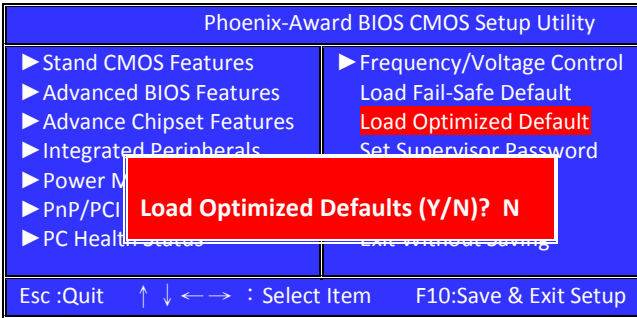 Phoenix-Award BIOS CMOS Setup Utility
►Stand CMOS Features
►Advanced BIOS Features
►Advance Chipset Features
►Integrated Peripherals
►Power M
►PnP/PCI
►PC Health Status
►Frequency/Voltage Control
Load Fail-Safe Default
Load Optimized Default
Set Supervisor Password
Exit Without Saving
Load Optimized Defaults (Y/N)? N
Esc :Quit ↑↓←→ : Select Item F10:Save & Exit Setup